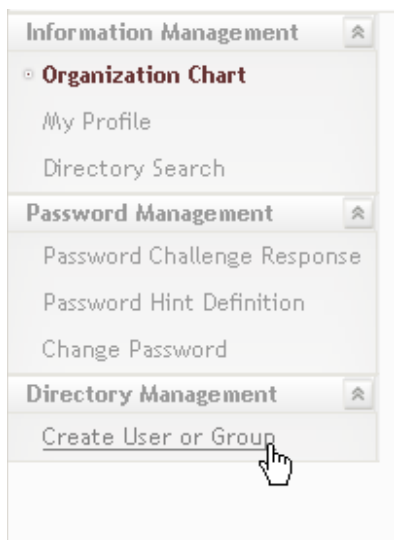 Information Management
Organization Chart
My Profile
Directory Search
Password Management
Password Challenge Response
Password Hint Definition
Change Password
Directory Management
Create User or Group